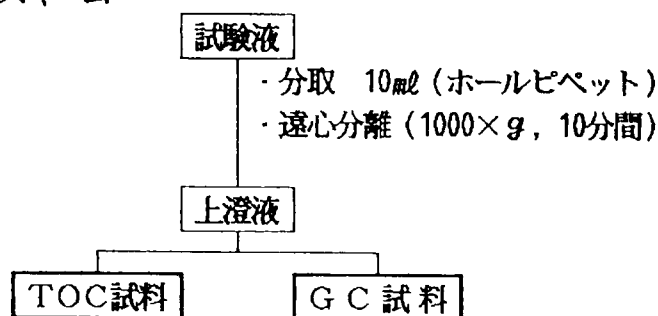 試験液
・分取 10ml（ホールピペット）
・遠心分離（1000×g，10分間）
上澄液
TOC試料
GC試料